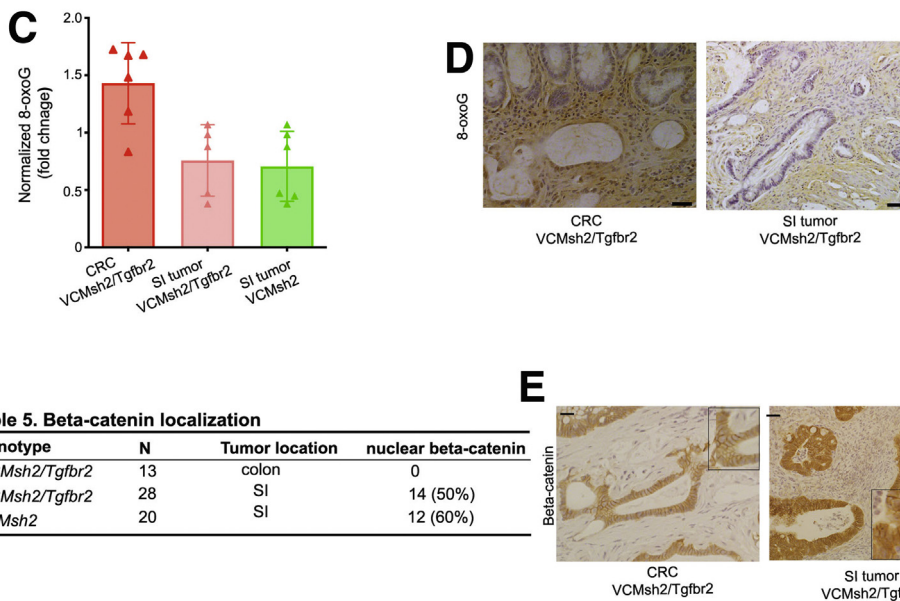 C
2.0
1.5
1
0.5
0
Normalized 8-oxoG
(fold chnage)
CRC
VCMsh2/Tgfbr2
SI tumor
VCMsh2/Tgfbr2
SI tumor
VCMsh2
D
8-oxoG
CRC
VCMsh2/Tgfbr2
SI tumor
VCMsh2/Tgfbr2
ble 5. Beta-catenin localization
notype N Tumor location nuclear beta-catenin
Msh2/Tgfbr2 13 colon 0
Msh2/Tgfbr2 28 SI 14 (50%)
Msh2 20 SI 12 (60%)
E
Beta-catenin
CRC
VCMsh2/Tgfbr2
SI tumor
VCMsh2/Tgf